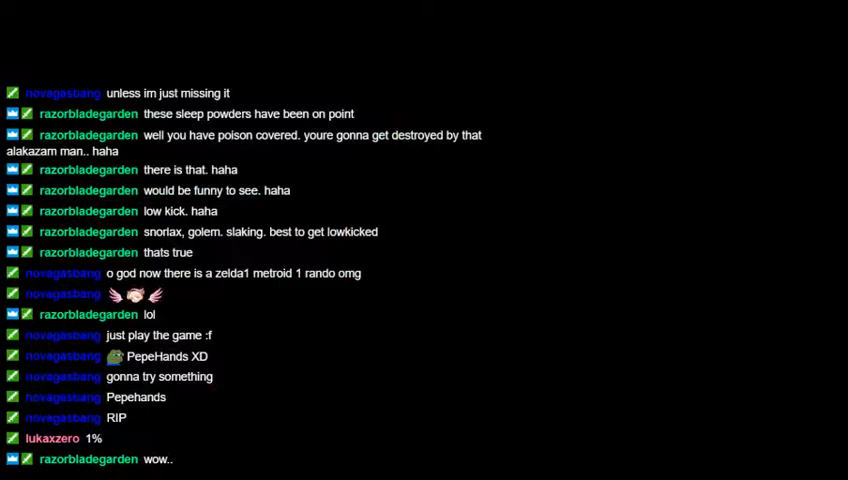 novagasbang unless im just missing it
razorbladegarden these sleep powders have been on point
razorbladegarden well you have poison covered. youre gonna get destroyed by that
alakazam man.. haha
razorbladegarden there is that. haha
razorbladegarden would be funny to see. haha
razorbladegarden low kick. haha
razorbladegarden snorlax, golem. slaking. best to get lowkicked
razorbladegarden thats true
novagasbang o god now there is a zelda1 metroid 1 rando omg
novagasbang
razorbladegarden lol
novagasbang just play the game :f
novagasbang PepeHands XD
novagasbang gonna try something
novagasbang Pepehands
novagasbang RIP
lukaxzero 1%
razorbladegarden wow..